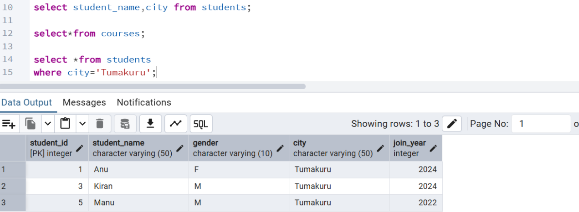 10 select student_name,city from students;
11
12 select*from courses;
13
14 select *from students
15 where city='Tumakuru';
Data Output Messages Notifications
SQL Showing rows: 1 to 3 Page No: 1 o
student_id student_name gender city join_year
[PK] integer character varying (50) character varying (10) character varying (50) integer
1 1 Anu F Tumakuru 2024
2 3 Kiran M Tumakuru 2024
3 5 Manu M Tumakuru 2022